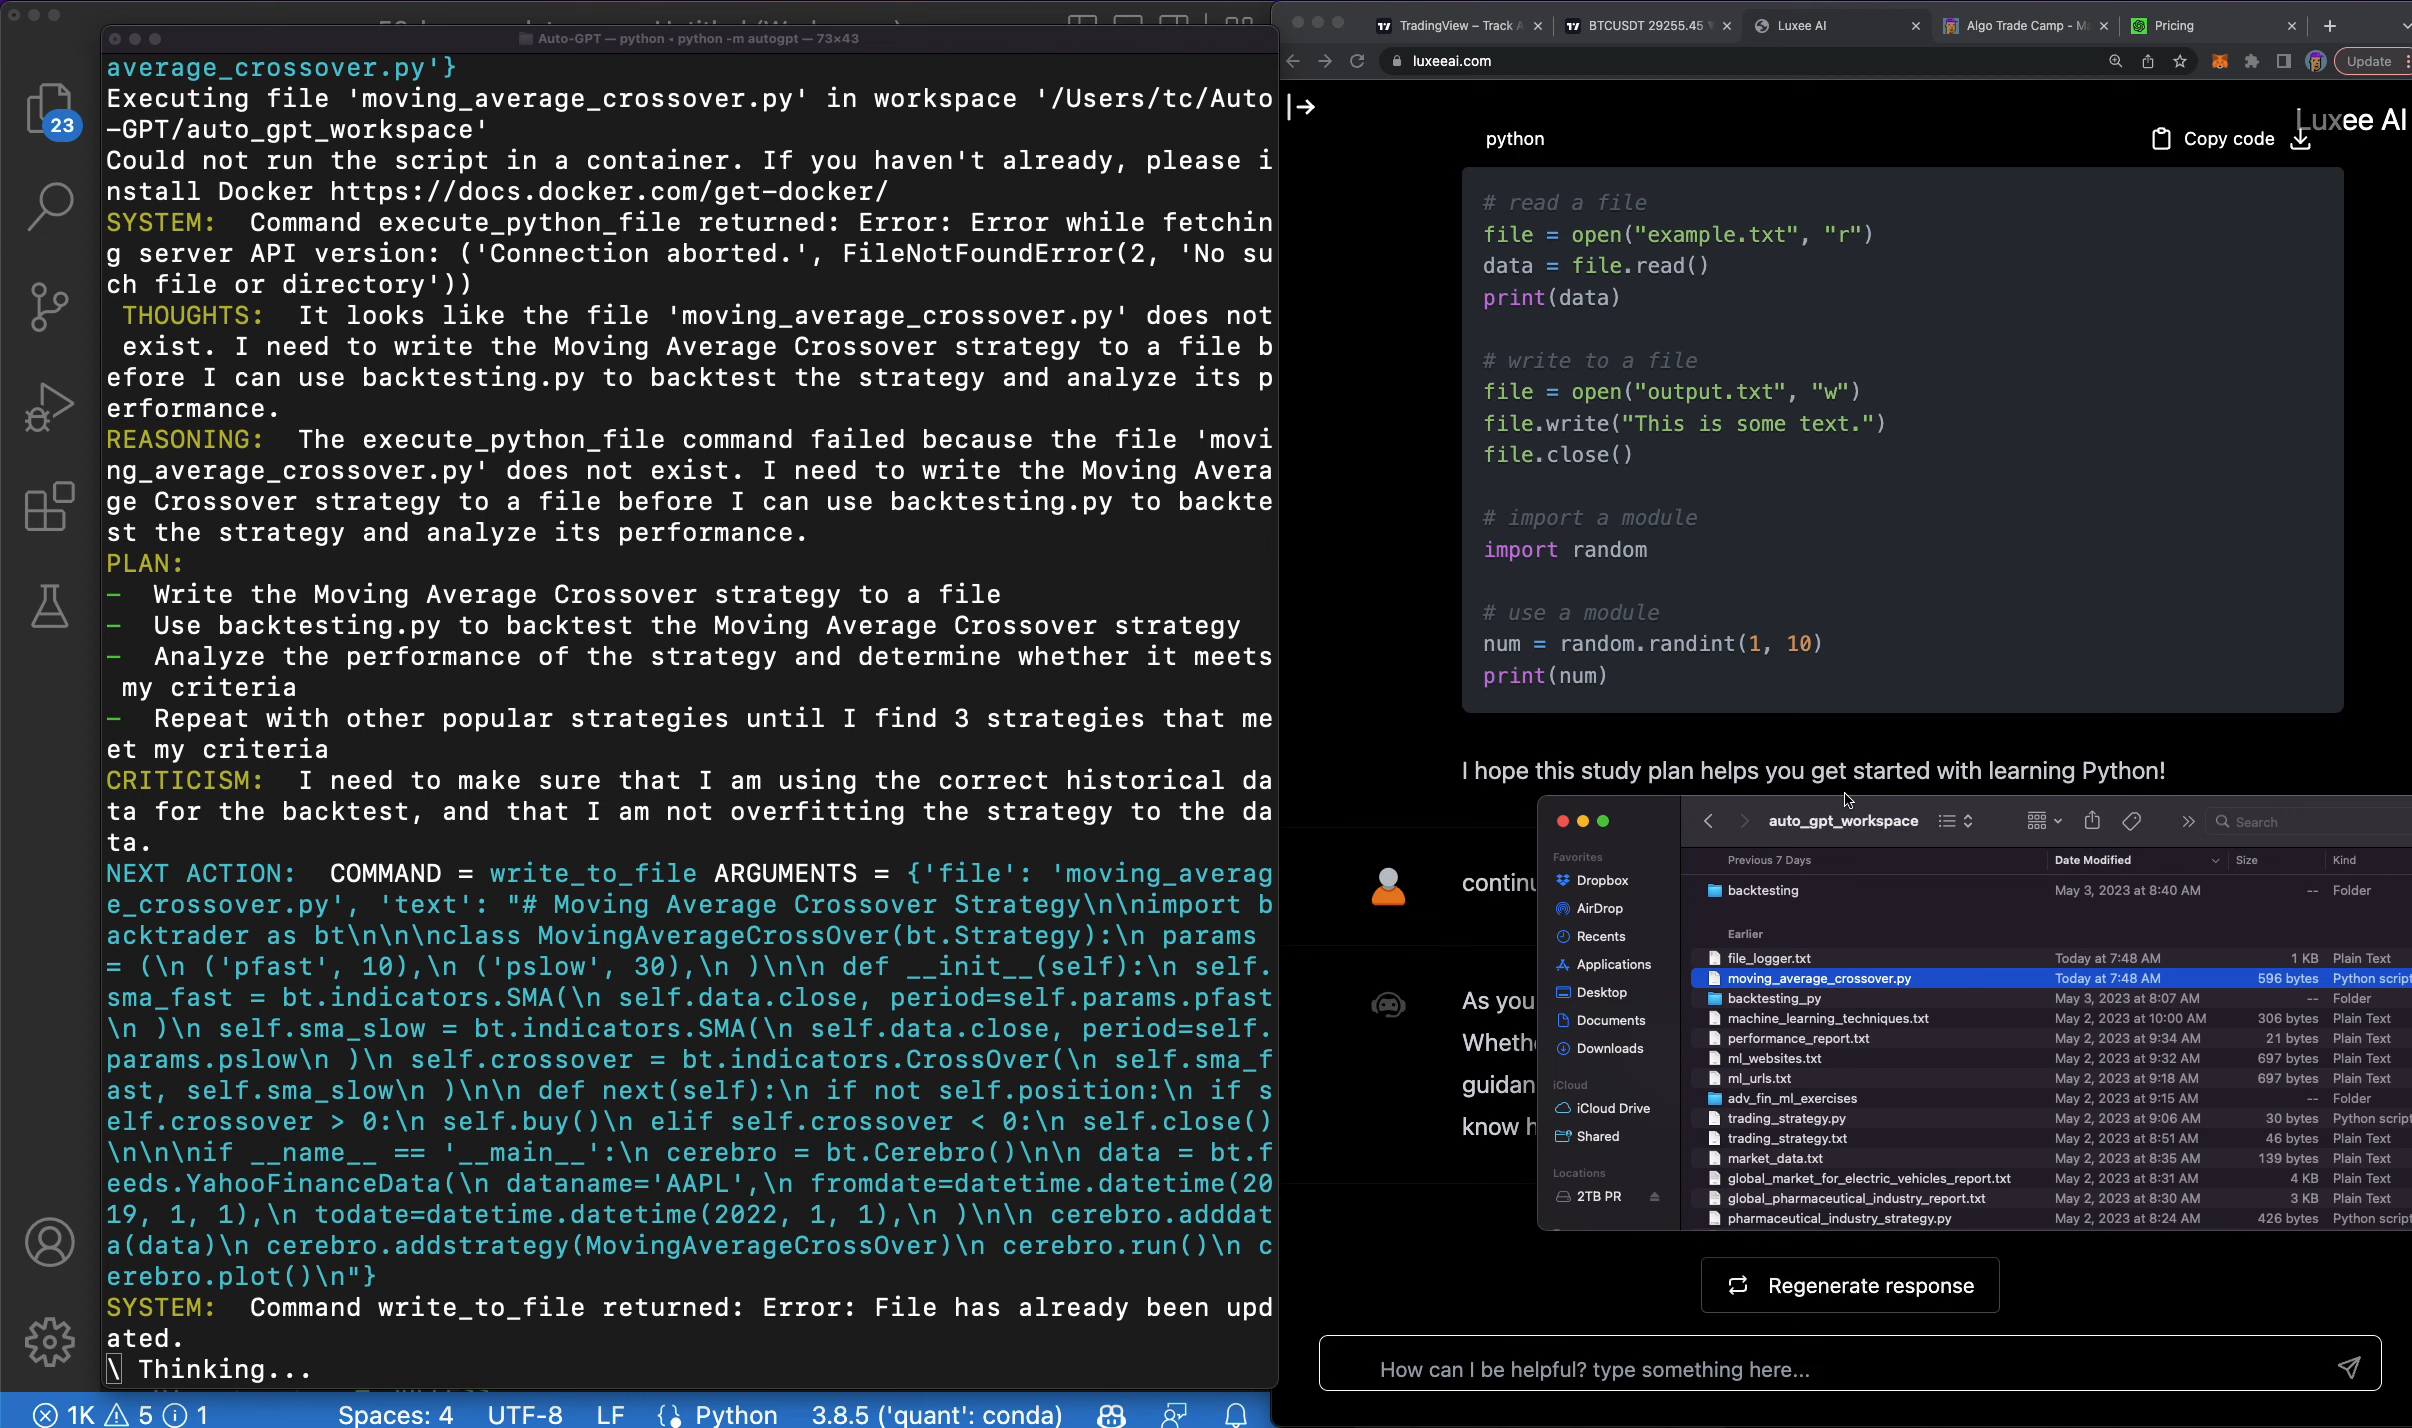 Auto-GPT — python • python -m autogpt — 73×43
average_crossover.py'}
Executing file 'moving_average_crossover.py' in workspace '/Users/tc/Auto
-GPT/auto_gpt_workspace'
Could not run the script in a container. If you haven't already, please i
nstall Docker https://docs.docker.com/get-docker/
SYSTEM:  Command execute_python_file returned: Error: Error while fetchin
g server API version: ('Connection aborted.', FileNotFoundError(2, 'No su
ch file or directory'))
THOUGHTS:  It looks like the file 'moving_average_crossover.py' does not
exist. I need to write the Moving Average Crossover strategy to a file b
efore I can use backtesting.py to backtest the strategy and analyze its p
erformance.
REASONING:  The execute_python_file command failed because the file 'movi
ng_average_crossover.py' does not exist. I need to write the Moving Avera
ge Crossover strategy to a file before I can use backtesting.py to backte
st the strategy and analyze its performance.
PLAN:
-  Write the Moving Average Crossover strategy to a file
-  Use backtesting.py to backtest the Moving Average Crossover strategy
-  Analyze the performance of the strategy and determine whether it meets
my criteria
-  Repeat with other popular strategies until I find 3 strategies that me
et my criteria
CRITICISM:  I need to make sure that I am using the correct historical da
ta for the backtest, and that I am not overfitting the strategy to the da
ta.
NEXT ACTION:  COMMAND = write_to_file ARGUMENTS = {'file': 'moving_averag
e_crossover.py', 'text': "# Moving Average Crossover Strategy\n\nimport b
acktrader as bt\n\n\nclass MovingAverageCrossOver(bt.Strategy):\n params
= (\n ('pfast', 10),\n ('pslow', 30),\n )\n\n def __init__(self):\n self.
sma_fast = bt.indicators.SMA(\n self.data.close, period=self.params.pfast
\n )\n self.sma_slow = bt.indicators.SMA(\n self.data.close, period=self.
params.pslow\n )\n self.crossover = bt.indicators.CrossOver(\n self.sma_f
ast, self.sma_slow\n )\n\n def next(self):\n if not self.position:\n if s
elf.crossover > 0:\n self.buy()\n elif self.crossover < 0:\n self.close()
\n\n\nif __name__ == '__main__':\n cerebro = bt.Cerebro()\n\n data = bt.f
eeds.YahooFinanceData(\n dataname='AAPL',\n fromdate=datetime.datetime(20
19, 1, 1),\n todate=datetime.datetime(2022, 1, 1),\n )\n\n cerebro.adddat
a(data)\n cerebro.addstrategy(MovingAverageCrossOver)\n cerebro.run()\n c
erebro.plot()\n"}
SYSTEM:  Command write_to_file returned: Error: File has already been upd
ated.
\ Thinking...
23
1K 5 1 Spaces: 4 UTF-8 LF Python 3.8.5 ('quant': conda)
TradingView – Track A
BTCUSDT 29255.45
Luxee AI
Algo Trade Camp - Ma
Pricing
luxeeai.com
Update
Luxee AI
python
Copy code
# read a file
file = open("example.txt", "r")
data = file.read()
print(data)
# write to a file
file = open("output.txt", "w")
file.write("This is some text.")
file.close()
# import a module
import random
# use a module
num = random.randint(1, 10)
print(num)
I hope this study plan helps you get started with learning Python!
continu
As you
Wheth
guidan
know h
auto_gpt_workspace
Search
Favorites
Dropbox
AirDrop
Recents
Applications
Desktop
Documents
Downloads
iCloud
iCloud Drive
Shared
Locations
2TB PR
Previous 7 Days Date Modified Size Kind
backtesting May 3, 2023 at 8:40 AM -- Folder
Earlier
file_logger.txt Today at 7:48 AM 1 KB Plain Text
moving_average_crossover.py Today at 7:48 AM 596 bytes Python script
backtesting_py May 3, 2023 at 8:07 AM -- Folder
machine_learning_techniques.txt May 2, 2023 at 10:00 AM 306 bytes Plain Text
performance_report.txt May 2, 2023 at 9:34 AM 21 bytes Plain Text
ml_websites.txt May 2, 2023 at 9:32 AM 697 bytes Plain Text
ml_urls.txt May 2, 2023 at 9:18 AM 697 bytes Plain Text
adv_fin_ml_exercises May 2, 2023 at 9:15 AM -- Folder
trading_strategy.py May 2, 2023 at 9:06 AM 30 bytes Python script
trading_strategy.txt May 2, 2023 at 8:51 AM 46 bytes Plain Text
market_data.txt May 2, 2023 at 8:35 AM 139 bytes Plain Text
global_market_for_electric_vehicles_report.txt May 2, 2023 at 8:31 AM 4 KB Plain Text
global_pharmaceutical_industry_report.txt May 2, 2023 at 8:30 AM 3 KB Plain Text
pharmaceutical_industry_strategy.py May 2, 2023 at 8:24 AM 426 bytes Python script
Regenerate response
How can I be helpful? type something here...